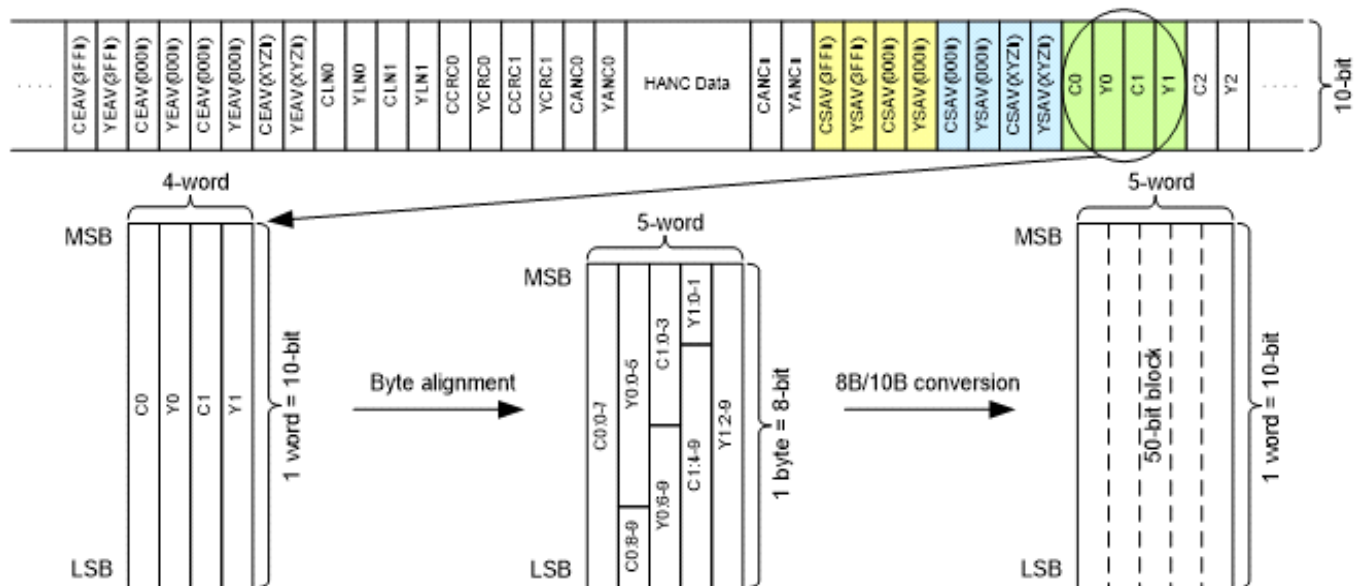 . . . . .
CEAV(3FFh)
YEAV(3FFh)
CEAV(000h)
YEAV(000h)
CEAV(000h)
YEAV(000h)
CEAV(XYZh)
YEAV(XYZh)
CLN0
YLN0
CLN1
YLN1
CCRC0
YCRC0
CCRC1
YCRC1
CANC0
YANC0
HANC Data
CANCn
YANCn
CSAV(3FFh)
YSAV(3FFh)
CSAV(000h)
YSAV(000h)
CSAV(000h)
YSAV(000h)
CSAV(XYZh)
YSAV(XYZh)
C0
Y0
C1
Y1
C2
Y2
. . . . .
10-bit
4-word
MSB
C0
Y0
C1
Y1
LSB
1 word = 10-bit
Byte alignment
5-word
MSB
C0:0-7
Y0:0-5
C0:8-9
C1:0-3
Y0:6-9
Y1:0-1
C1:4-9
Y1:2-9
LSB
1 byte = 8-bit
8B/10B conversion
5-word
MSB
50-bit block
LSB
1 word = 10-bit